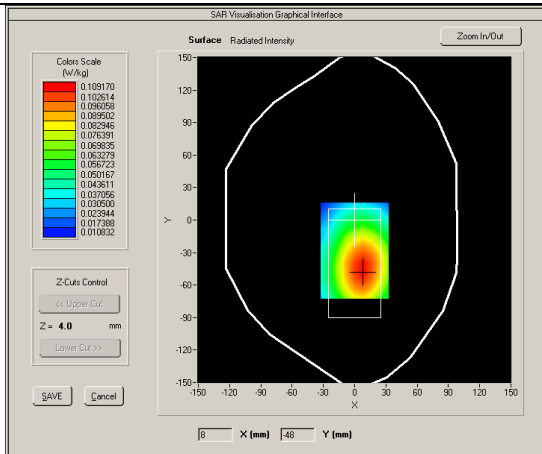 SAR Visualisation Graphical Interface
Surface Radiated Intensity
Zoom In/Out
Colors Scale
(W/kg)
0.109170
0.102614
0.096058
0.089502
0.082946
0.076391
0.069835
0.063279
0.056723
0.050167
0.043611
0.037056
0.030500
0.023944
0.017388
0.010832
Z-Cuts Control
<< Upper Cut
Z = 4.0 mm
Lower Cut >>
SAVE Cancel
150
120
90
60
30
0
-30
-60
-90
-120
-150
Y
-150 -120 -90 -60 -30 0 30 60 90 120 150
X
8 X (mm) -48 Y (mm)